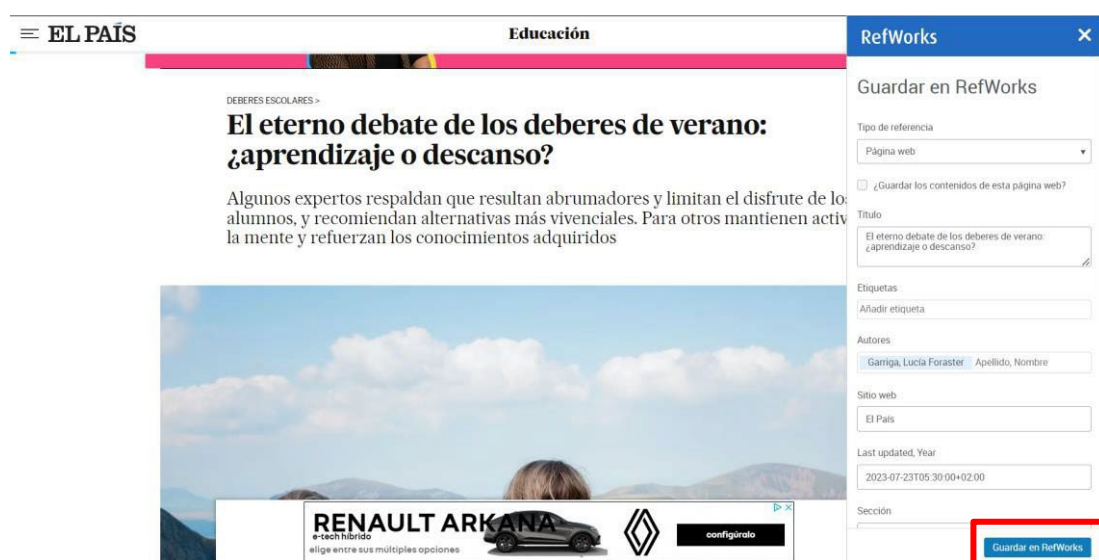 EL PAÍS
Educación
DEBERES ESCOLARES >
El eterno debate de los deberes de verano:
¿aprendizaje o descanso?
Algunos expertos respaldan que resultan abrumadores y limitan el disfrute de los
alumnos, y recomiendan alternativas más vivenciales. Para otros mantienen activ
la mente y refuerzan los conocimientos adquiridos
RENAULT ARKANA
e-tech híbrido
elige entre sus múltiples opciones
configúralo
RefWorks
Guardar en RefWorks
Tipo de referencia
Página web
¿Guardar los contenidos de esta página web?
Título
El eterno debate de los deberes de verano:
¿aprendizaje o descanso?
Etiquetas
Añadir etiqueta
Autores
Garriga, Lucía Foraster Apellido, Nombre
Sitio web
El País
Last updated, Year
2023-07-23T05:30:00+02:00
Sección
Guardar en RefWorks